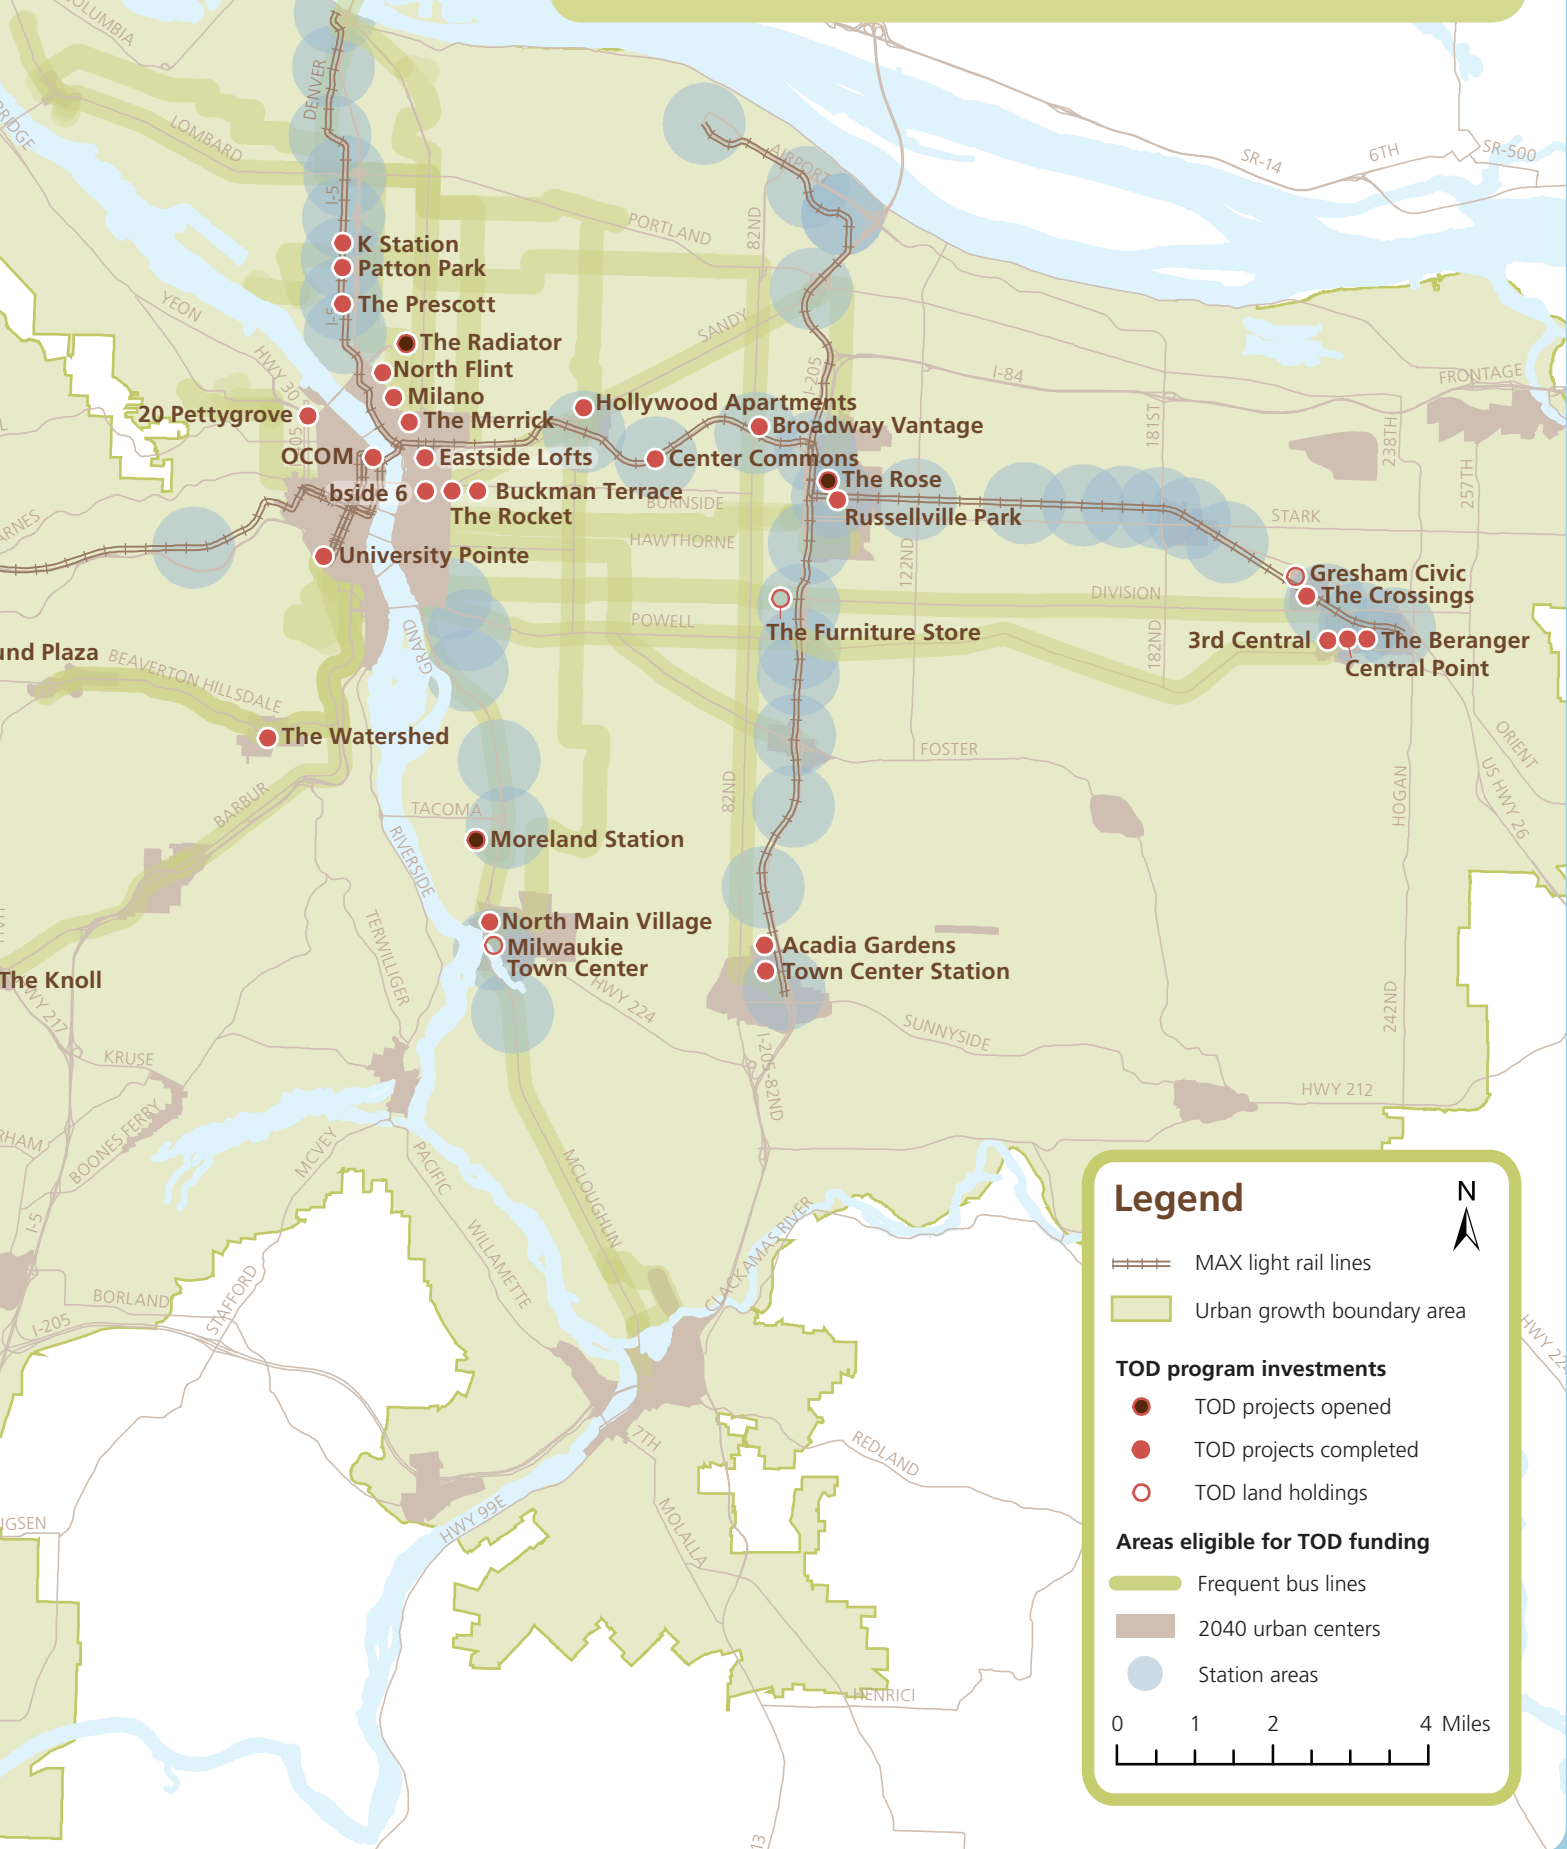 COLUMBIA
DENVER
LOMBARD
AIRPORT
SR-14
6TH
SR-500
I-5
PORTLAND
82ND
K Station
Patton Park
The Prescott
YEON
I-5
SANDY
The Radiator
HWY 30
North Flint
I-205
I-84
FRONTAGE
Milano
Hollywood Apartments
20 Pettygrove
The Merrick
Broadway Vantage
181ST
238TH
OCOM
Eastside Lofts
Center Commons
257TH
The Rose
bside 6
Buckman Terrace
BURNSIDE
The Rocket
Russellville Park
STARK
HAWTHORNE
University Pointe
122ND
Gresham Civic
DIVISION
The Crossings
POWELL
The Furniture Store
GRAND
182ND
3rd Central
The Beranger
Central Point
und Plaza
BEAVERTON HILLSDALE
The Watershed
FOSTER
ORIENT
US HWY 26
HOGAN
BARBUR
TACOMA
82ND
RIVERSIDE
Moreland Station
TERWILLIGER
North Main Village
Milwaukie
Town Center
Acadia Gardens
Town Center Station
The Knoll
HWY 217
HWY 224
242ND
SUNNYSIDE
KRUSE
I-205-82ND
HWY 212
BOONES FERRY
MCVEY
PACIFIC
MCLOUGHLIN
I-5
WILLAMETTE
CLACKAMAS RIVER
STAFFORD
BORLAND
I-205
7TH
REDLAND
HWY 99E
MOLALLA
HENRICI
13
Legend
N
MAX light rail lines
Urban growth boundary area
TOD program investments
TOD projects opened
TOD projects completed
TOD land holdings
Areas eligible for TOD funding
Frequent bus lines
2040 urban centers
Station areas
0 1 2 4 Miles